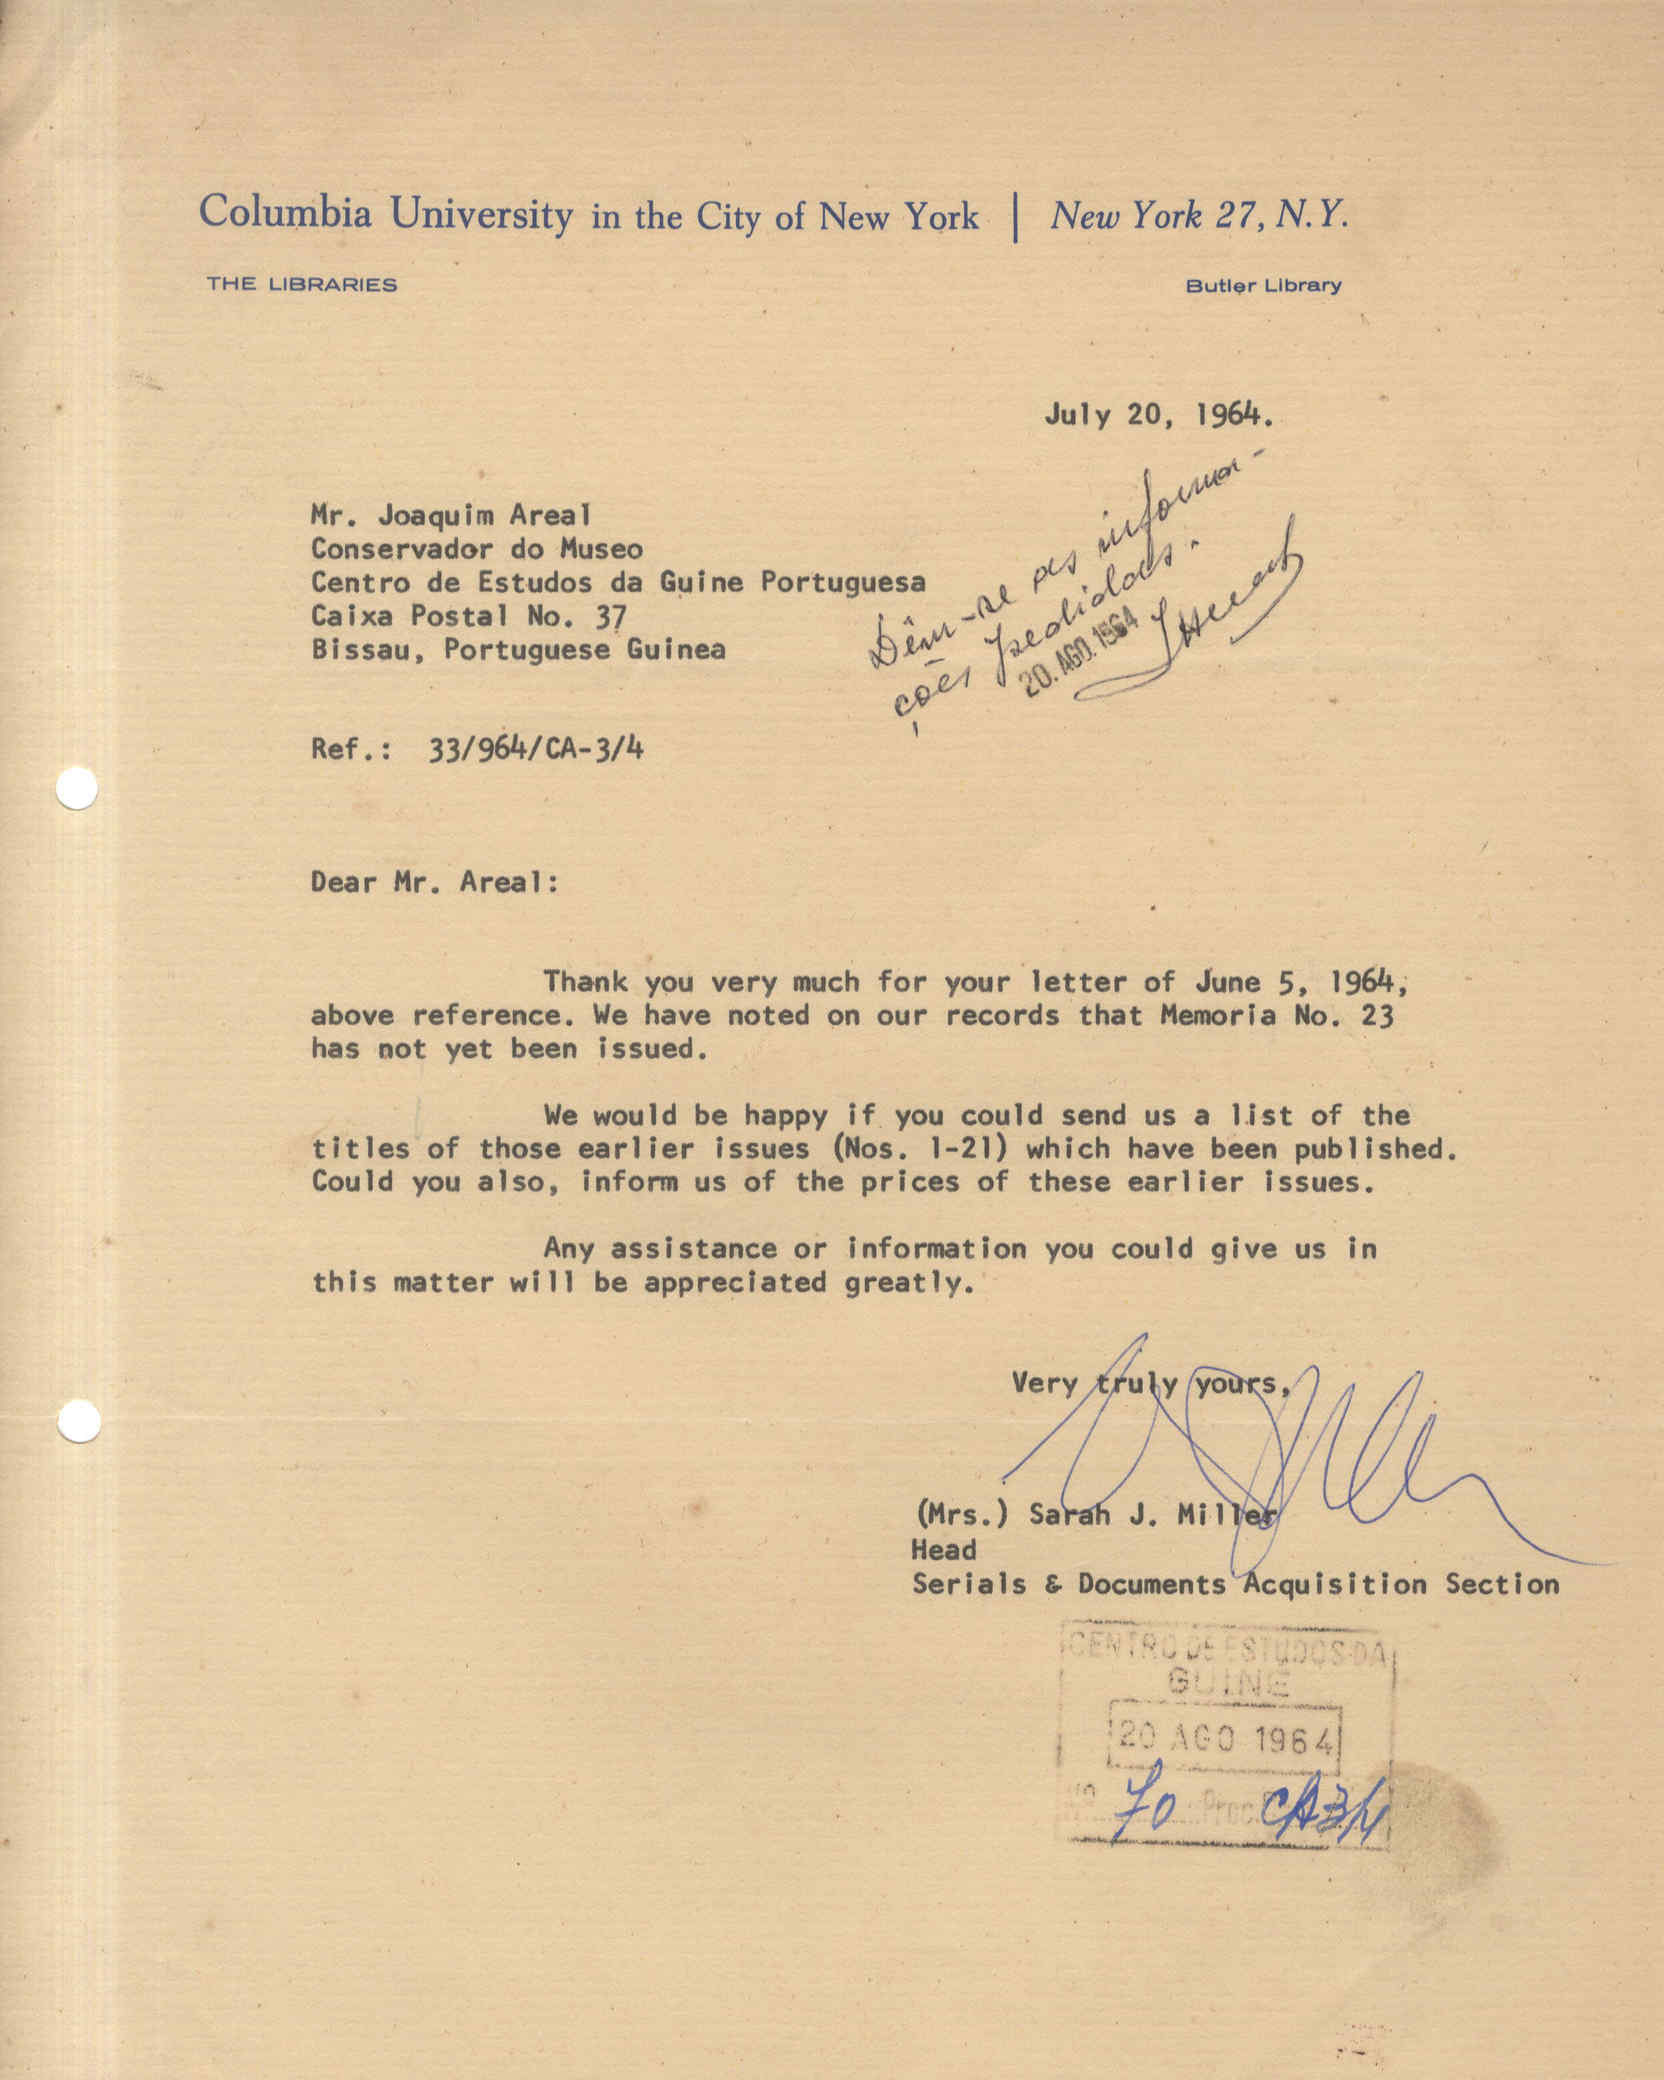 Columbia University in the City of New York | New York 27, N.Y.
THE LIBRARIES Butler Library
July 20, 1964.
Dêm-se as informa-
ções pedidas.
20. AGO. 1964
Mr. Joaquim Areal
Conservador do Museo
Centro de Estudos da Guine Portuguesa
Caixa Postal No. 37
Bissau, Portuguese Guinea
Ref.: 33/964/CA-3/4
Dear Mr. Areal:
Thank you very much for your letter of June 5, 1964,
above reference. We have noted on our records that Memoria No. 23
has not yet been issued.
We would be happy if you could send us a list of the
titles of those earlier issues (Nos. 1-21) which have been published.
Could you also, inform us of the prices of these earlier issues.
Any assistance or information you could give us in
this matter will be appreciated greatly.
Very truly yours,
(Mrs.) Sarah J. Miller
Head
Serials & Documents Acquisition Section
CENTRO DE ESTUDOS DA
GUINÉ
20 AGO 1964
Nº 70 Proc. CA3/4